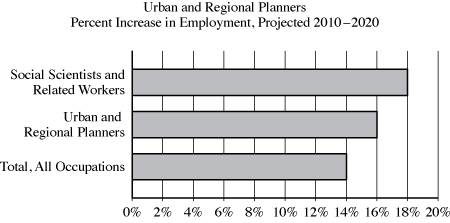 Urban and Regional Planners
Percent Increase in Employment, Projected 2010–2020
Social Scientists and
Related Workers
Urban and
Regional Planners
Total, All Occupations
0% 2% 4% 6% 8% 10% 12% 14% 16% 18% 20%